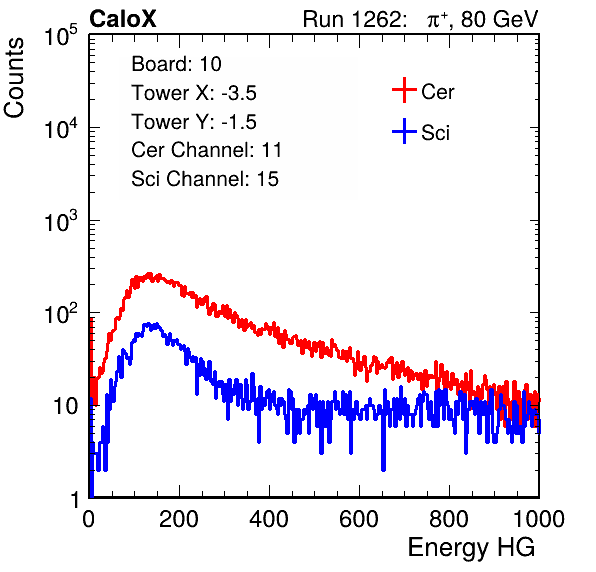 CaloX Run 1262: π⁺, 80 GeV
Counts
Board: 10
Tower X: -3.5
Tower Y: -1.5
Cer Channel: 11
Sci Channel: 15
Cer
Sci
10⁵
10⁴
10³
10²
10
1
0 200 400 600 800 1000
Energy HG